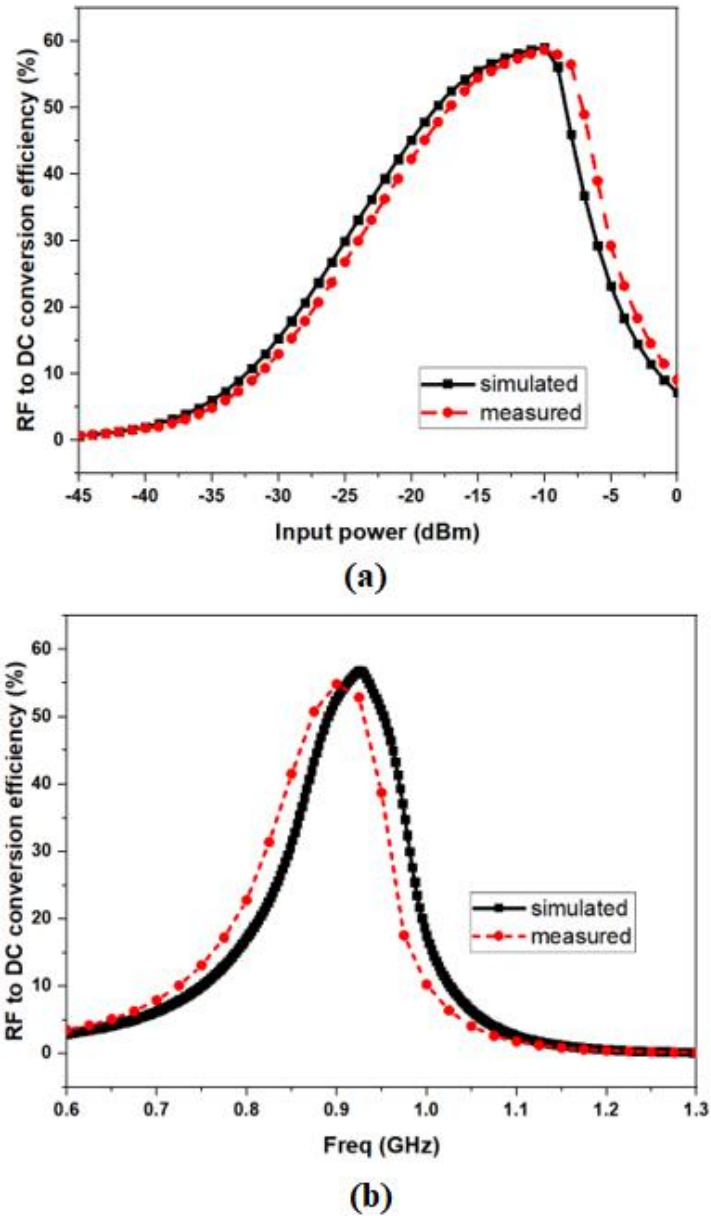 RF to DC conversion efficiency (%)
60
50
40
30
20
10
0
simulated
measured
-45 -40 -35 -30 -25 -20 -15 -10 -5 0
Input power (dBm)
(a)
RF to DC conversion efficiency (%)
60
50
40
30
20
10
0
simulated
measured
0.6 0.7 0.8 0.9 1.0 1.1 1.2 1.3
Freq (GHz)
(b)